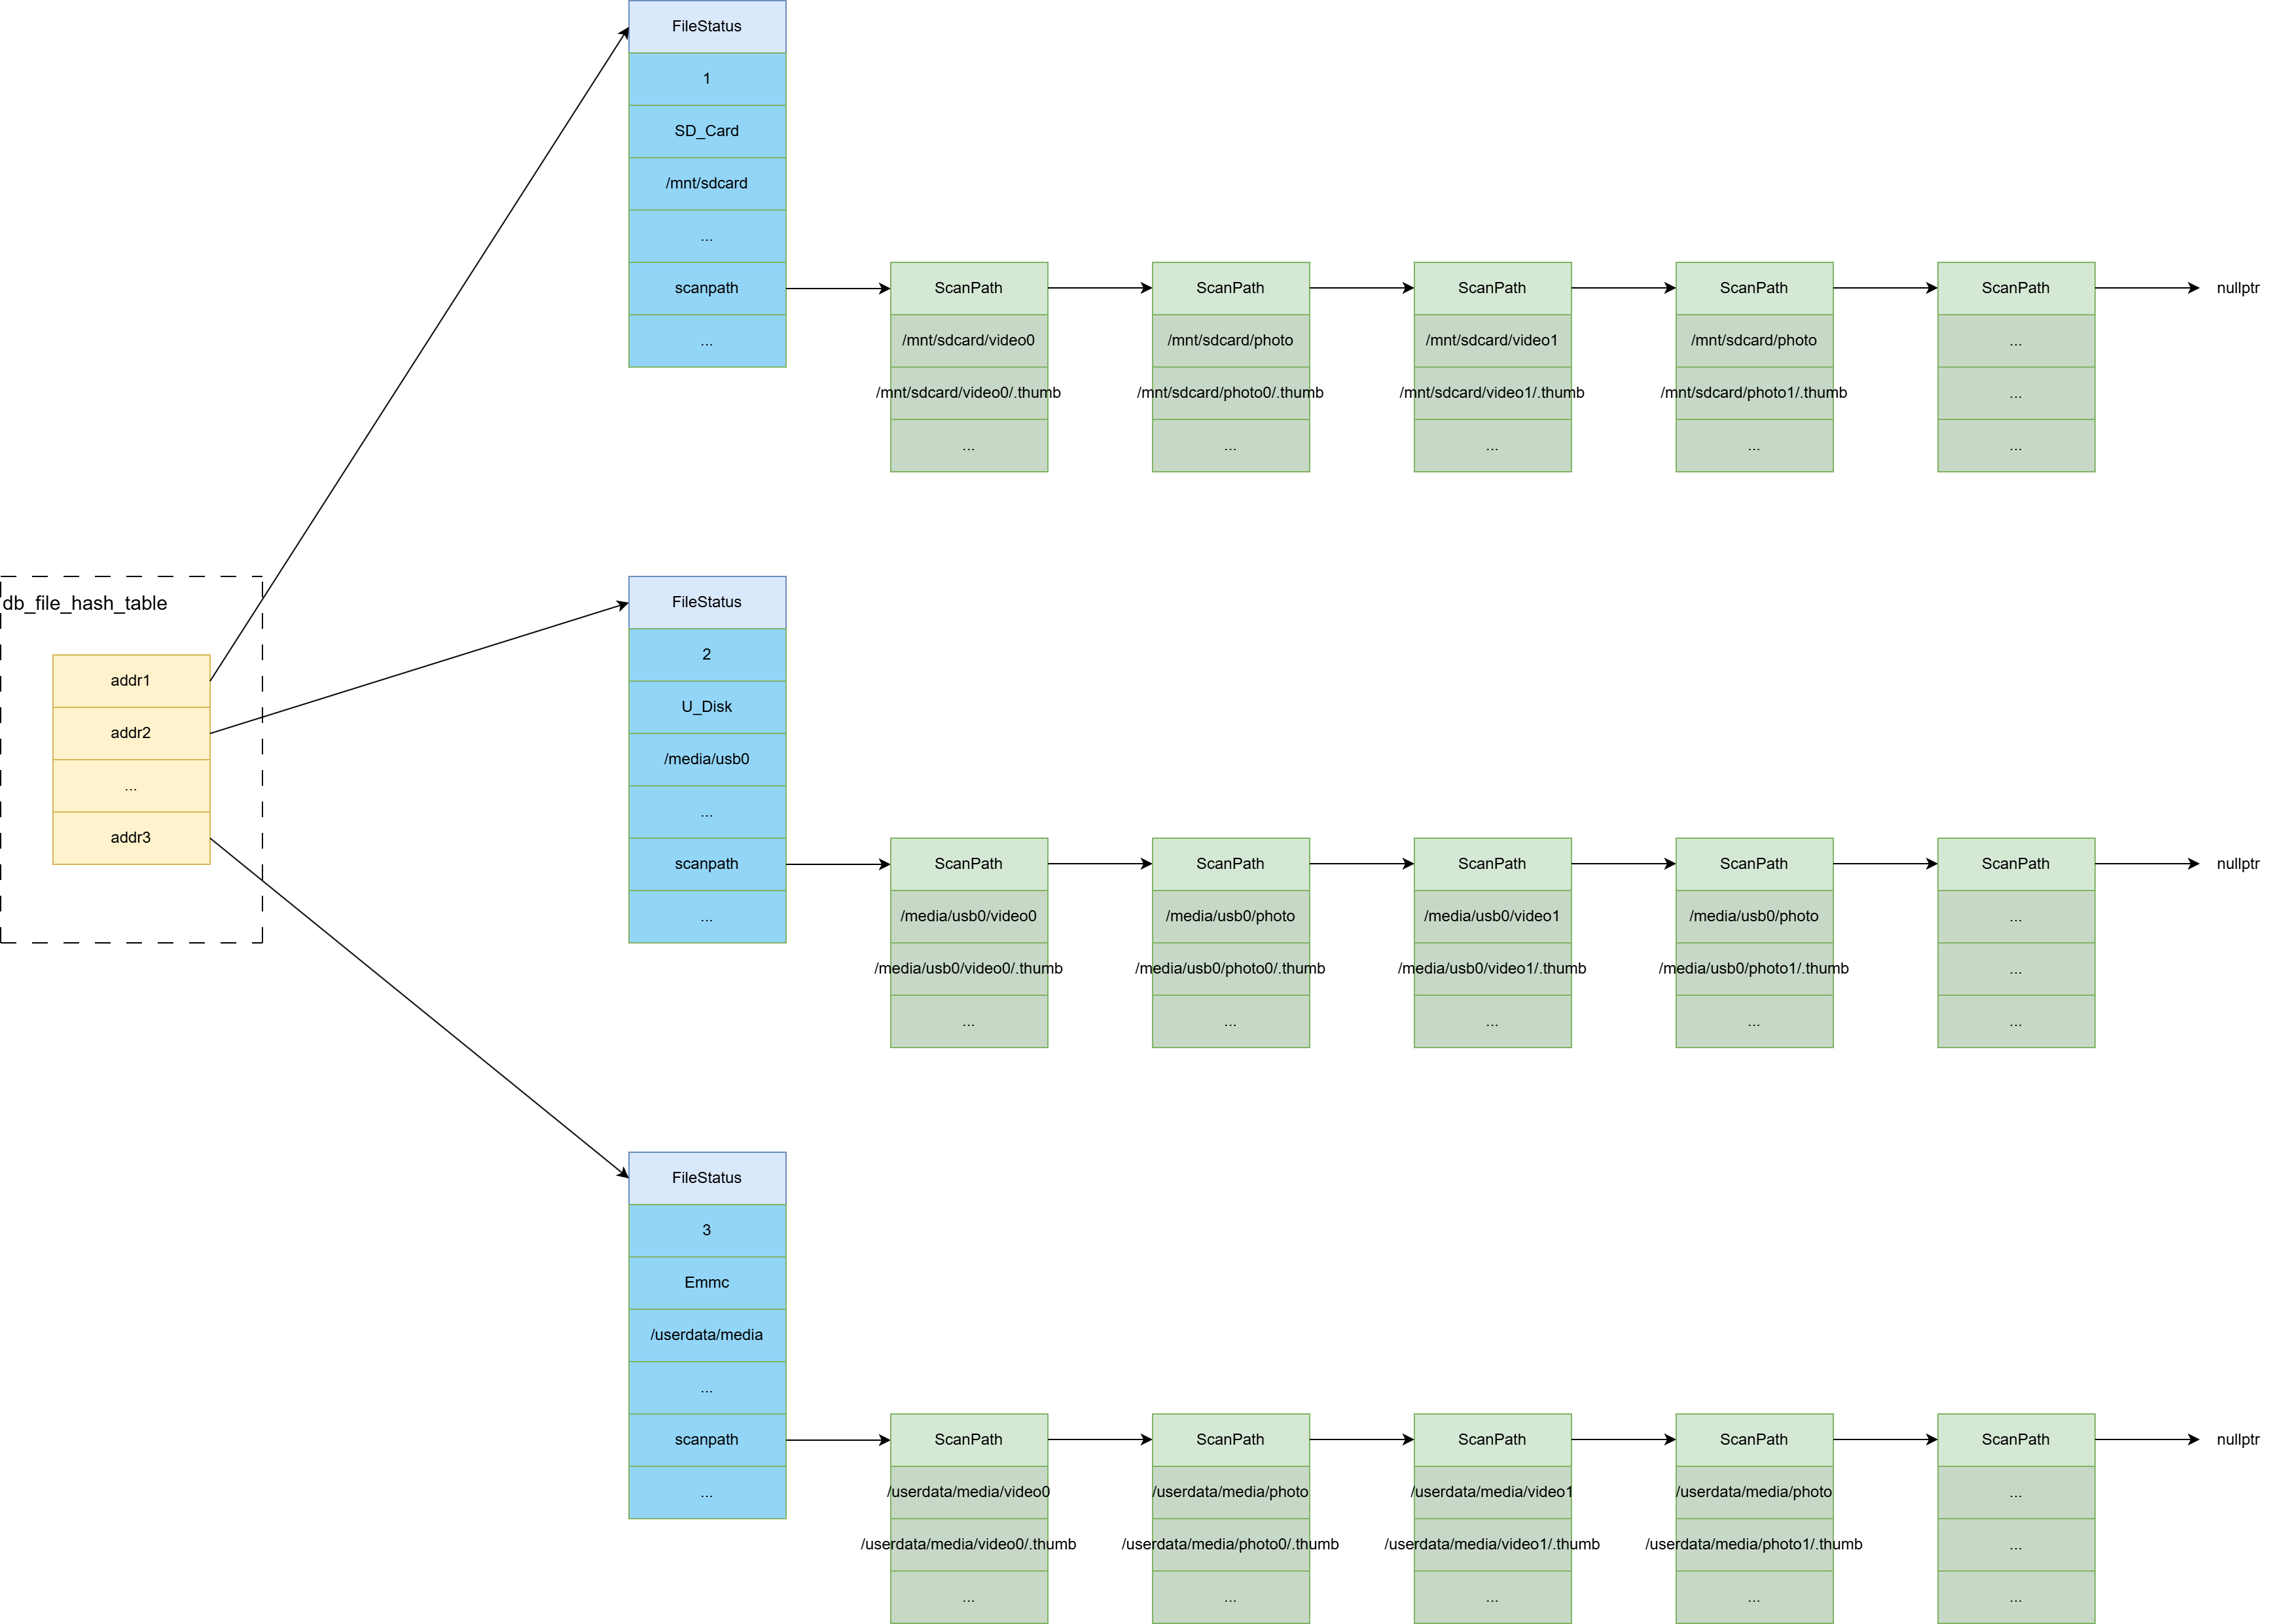 FileStatus
1
SD_Card
/mnt/sdcard
...
scanpath
...
ScanPath
/mnt/sdcard/video0
/mnt/sdcard/video0/.thumb
...
ScanPath
/mnt/sdcard/photo
/mnt/sdcard/photo0/.thumb
...
ScanPath
/mnt/sdcard/video1
/mnt/sdcard/video1/.thumb
...
ScanPath
/mnt/sdcard/photo
/mnt/sdcard/photo1/.thumb
...
ScanPath
...
...
...
nullptr
db_file_hash_table
addr1
addr2
...
addr3
FileStatus
2
U_Disk
/media/usb0
...
scanpath
...
ScanPath
/media/usb0/video0
/media/usb0/video0/.thumb
...
ScanPath
/media/usb0/photo
/media/usb0/photo0/.thumb
...
ScanPath
/media/usb0/video1
/media/usb0/video1/.thumb
...
ScanPath
/media/usb0/photo
/media/usb0/photo1/.thumb
...
ScanPath
...
...
...
nullptr
FileStatus
3
Emmc
/userdata/media
...
scanpath
...
ScanPath
/userdata/media/video0
/userdata/media/video0/.thumb
...
ScanPath
/userdata/media/photo
/userdata/media/photo0/.thumb
...
ScanPath
/userdata/media/video1
/userdata/media/video1/.thumb
...
ScanPath
/userdata/media/photo
/userdata/media/photo1/.thumb
...
ScanPath
...
...
...
nullptr